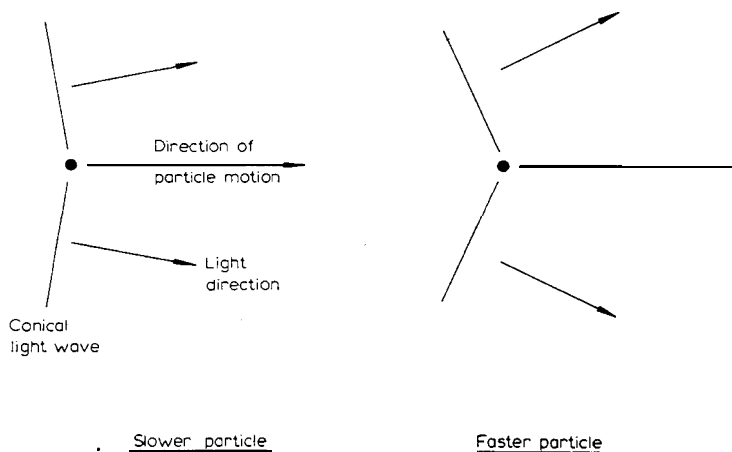 Direction of
particle motion
Light
direction
Conical
light wave
Slower particle
Faster particle